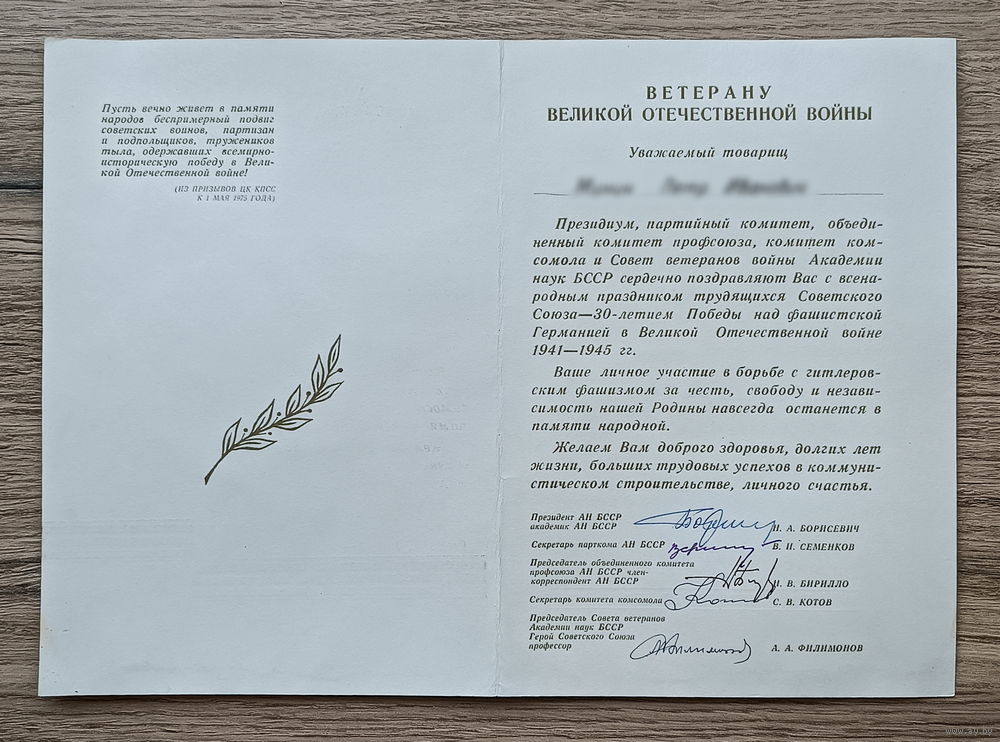 Пусть вечно живет в памяти
народов беспримерный подвиг
советских воинов, партизан
и подпольщиков, тружеников
тыла, одержавших всемирно-
историческую победу в Вели-
кой Отечественной войне!
(ИЗ ПРИЗЫВОВ ЦК КПСС
К 1 МАЯ 1975 ГОДА)
ВЕТЕРАНУ
ВЕЛИКОЙ ОТЕЧЕСТВЕННОЙ ВОЙНЫ
Уважаемый товарищ
Президиум, партийный комитет, объеди-
ненный комитет профсоюза, комитет ком-
сомола и Совет ветеранов войны Академии
наук БССР сердечно поздравляют Вас с всена-
родным праздником трудящихся Советского
Союза—30-летием Победы над фашистской
Германией в Великой Отечественной войне
1941—1945 гг.
Ваше личное участие в борьбе с гитлеров-
ским фашизмом за честь, свободу и незави-
симость нашей Родины навсегда останется в
памяти народной.
Желаем Вам доброго здоровья, долгих лет
жизни, больших трудовых успехов в коммуни-
стическом строительстве, личного счастья.
Президент АН БССР
академик АН БССР Н. А. БОРИСЕВИЧ
Секретарь парткома АН БССР В. И. СЕМЕНКОВ
Председатель объединенного комитета
профсоюза АН БССР член-
корреспондент АН БССР Н. В. БИРИЛЛО
Секретарь комитета комсомола С. В. КОТОВ
Председатель Совета ветеранов
Академии наук БССР
Герой Советского Союза
профессор А. А. ФИЛИМОНОВ